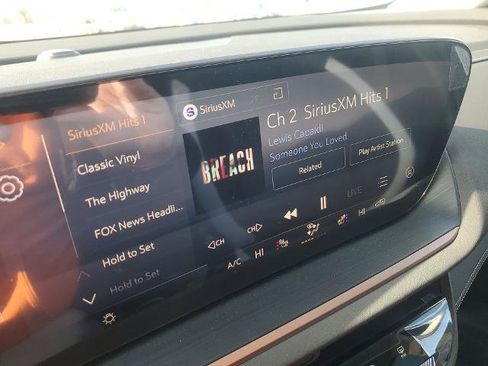 SiriusXM Hits 1
Classic Vinyl
The Highway
FOX News Headli...
Hold to Set
Hold to Set
S SiriusXM
BREACH
Ch 2 SiriusXM Hits 1
Lewis Capaldi
Someone You Loved
Related
Play Artist Station
LIVE
CH
CH
A/C
HI
HI